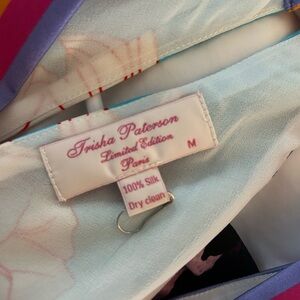 Trisha Paterson
Limited Edition
Paris
M
100% Silk
Dry clean